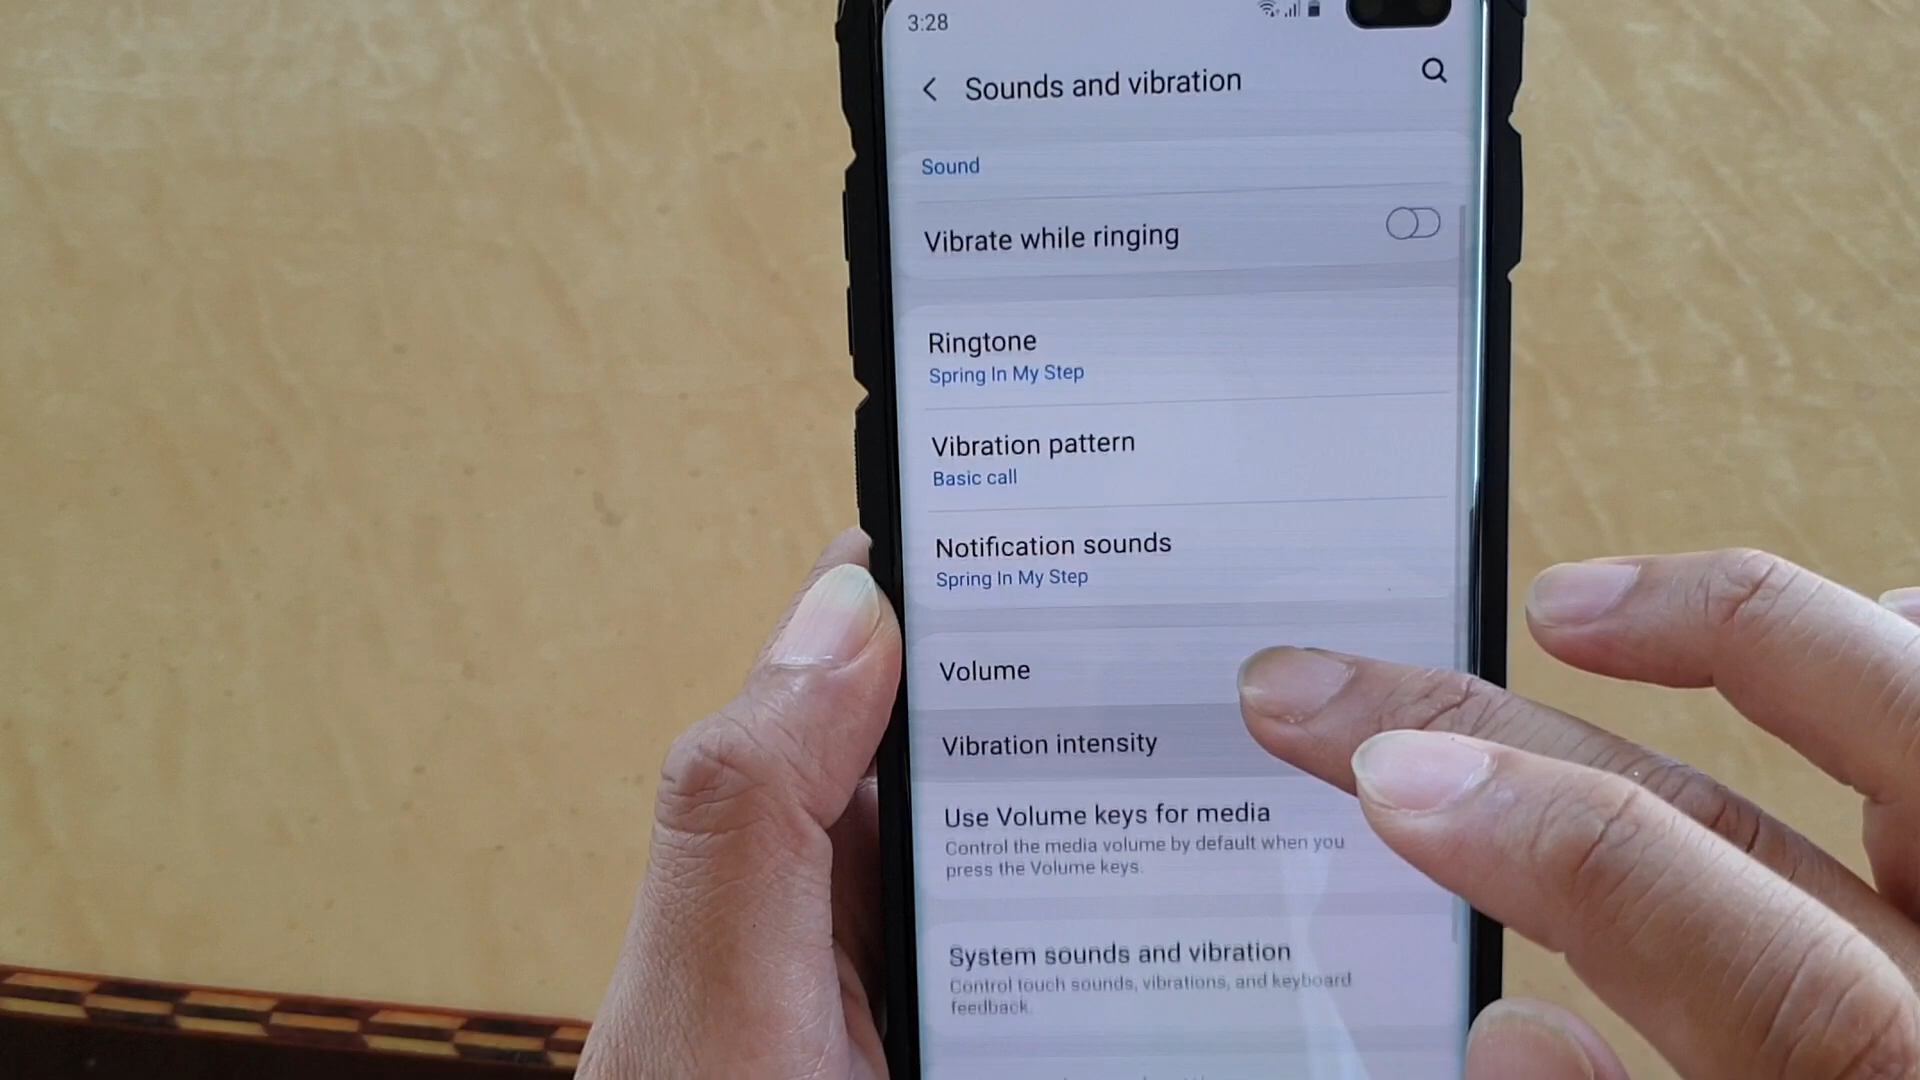 3:28
Sounds and vibration
Sound
Vibrate while ringing
Ringtone
Spring In My Step
Vibration pattern
Basic call
Notification sounds
Spring In My Step
Volume
Vibration intensity
Use Volume keys for media
Control the media volume by default when you
press the Volume keys.
System sounds and vibration
Control touch sounds, vibrations, and keyboard
feedback.